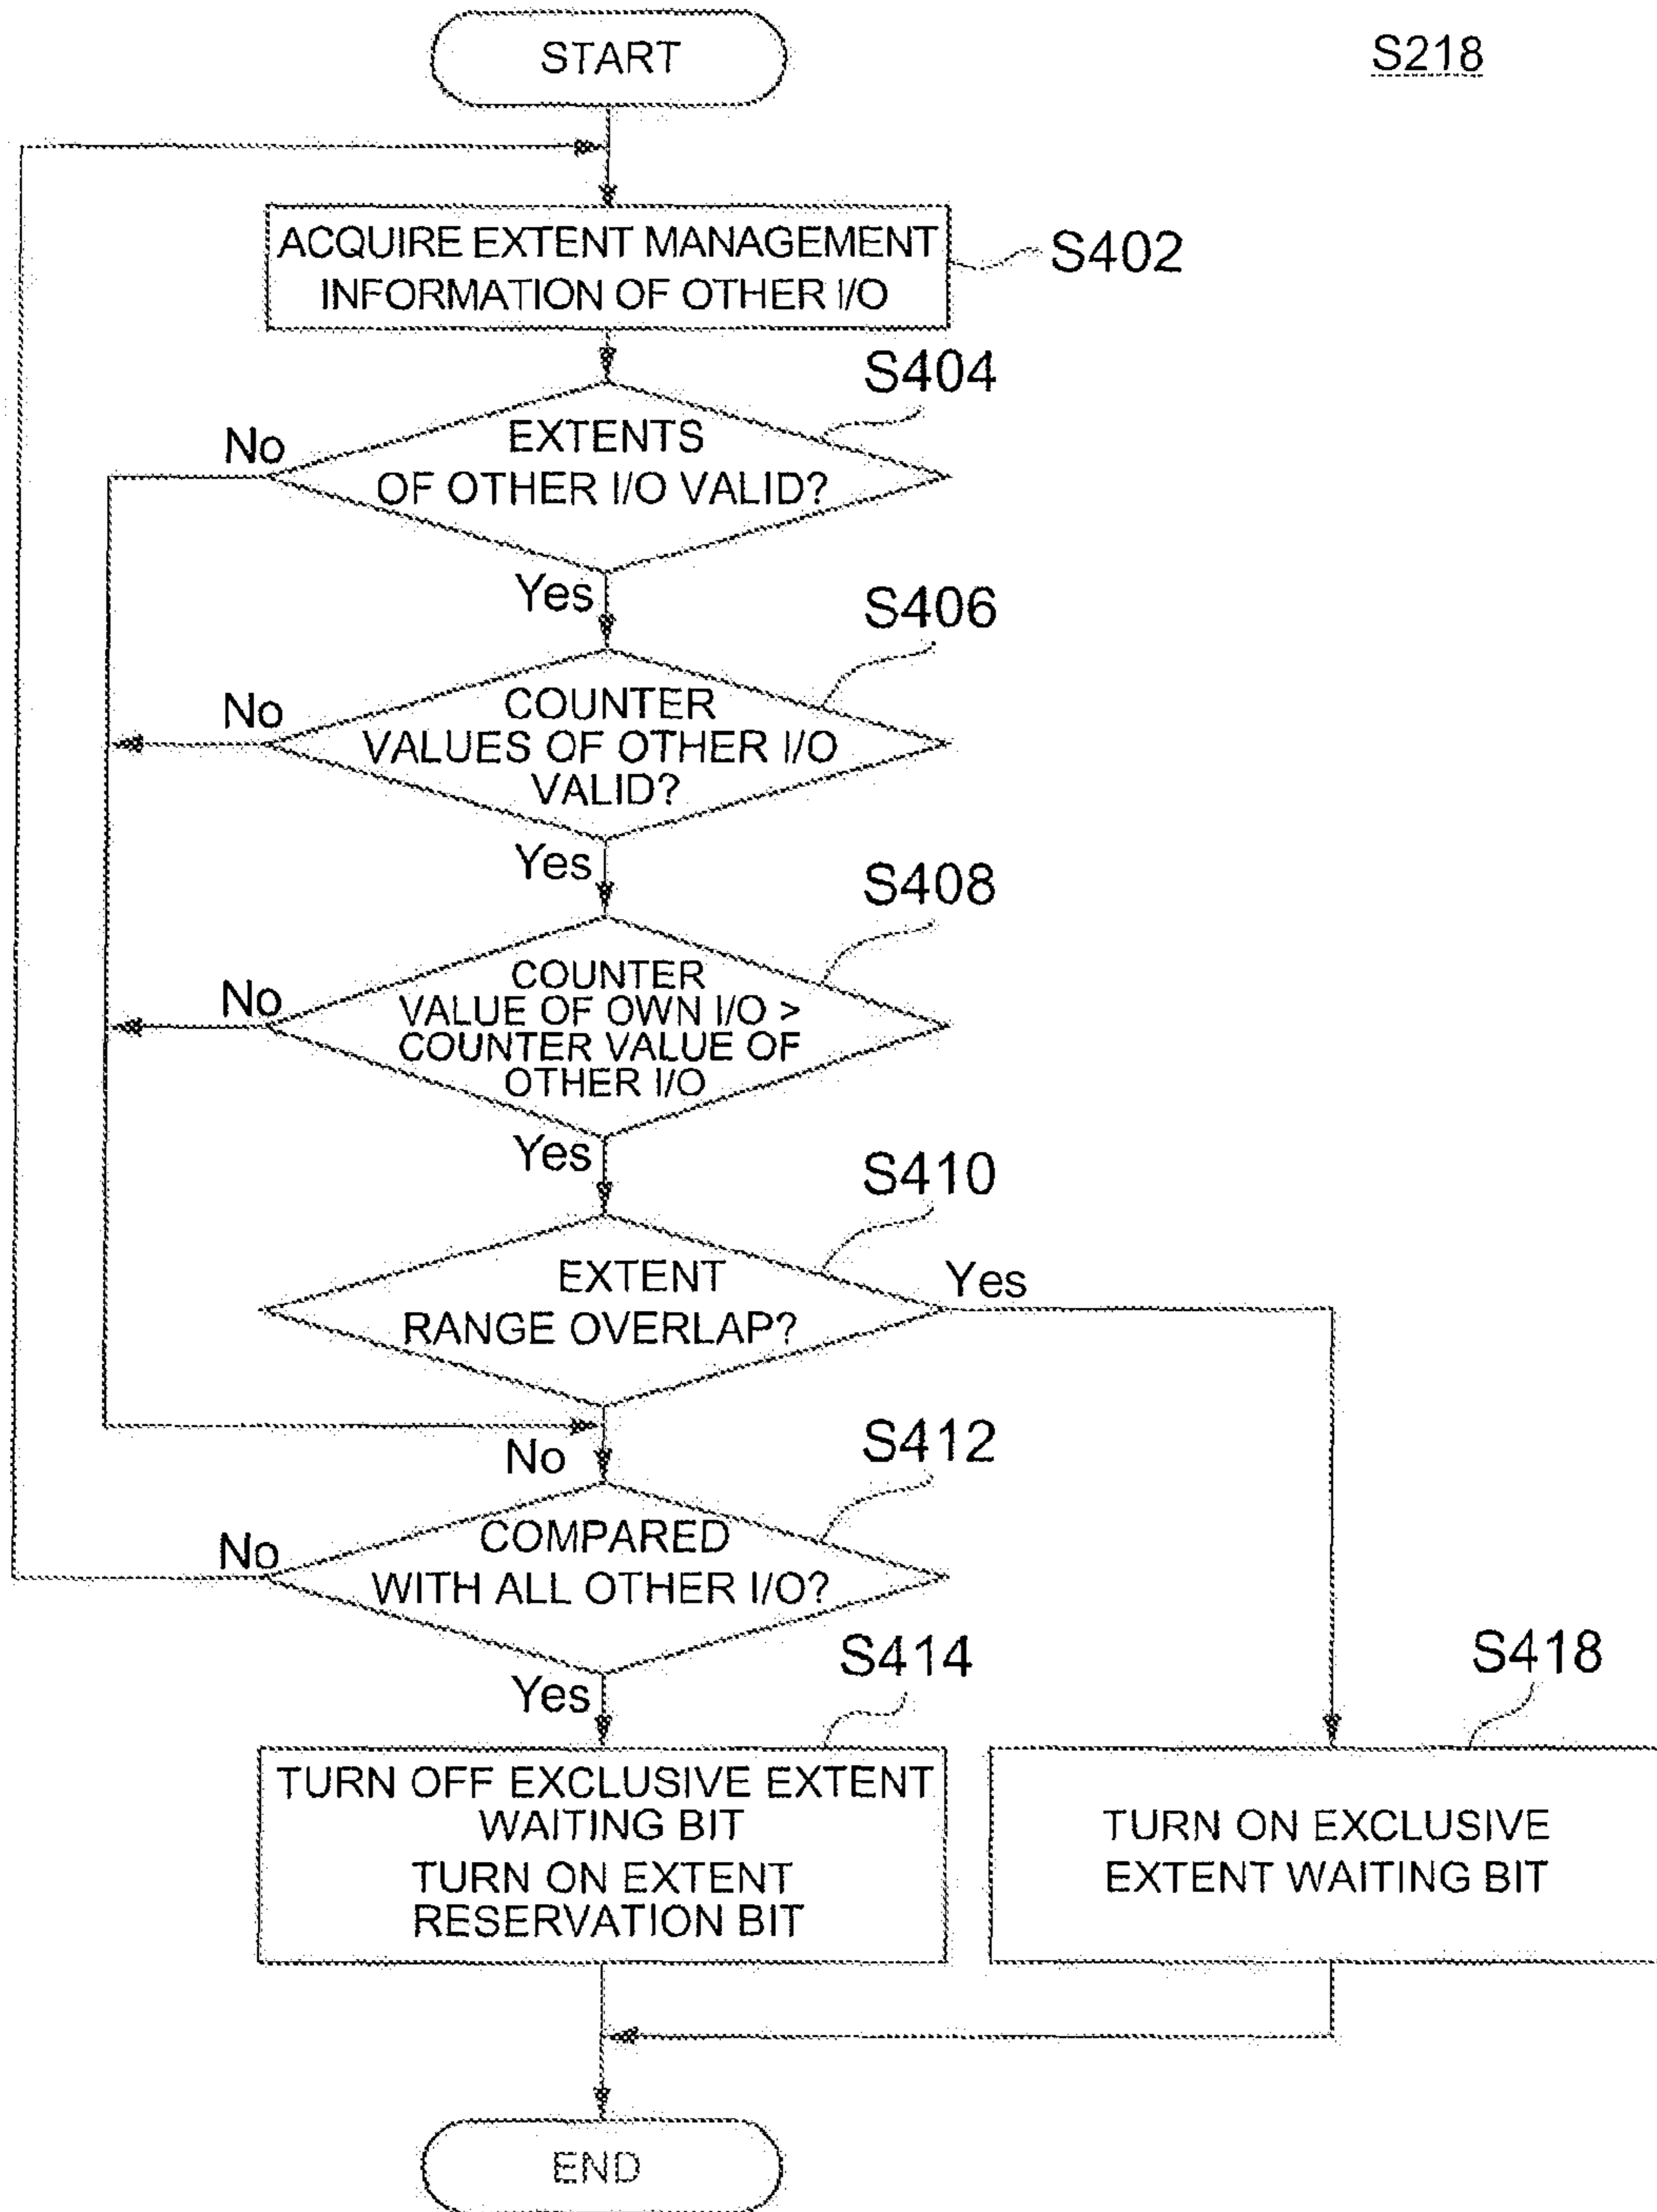 START
S218
ACQUIRE EXTENT MANAGEMENT
INFORMATION OF OTHER I/O
S402
S404
No
EXTENTS
OF OTHER I/O VALID?
Yes
S406
No
COUNTER
VALUES OF OTHER I/O
VALID?
Yes
S408
No
COUNTER
VALUE OF OWN I/O >
COUNTER VALUE OF
OTHER I/O
Yes
S410
EXTENT
RANGE OVERLAP?
Yes
No
S412
No
COMPARED
WITH ALL OTHER I/O?
Yes
S414
S418
TURN OFF EXCLUSIVE EXTENT
WAITING BIT
TURN ON EXTENT
RESERVATION BIT
TURN ON EXCLUSIVE
EXTENT WAITING BIT
END